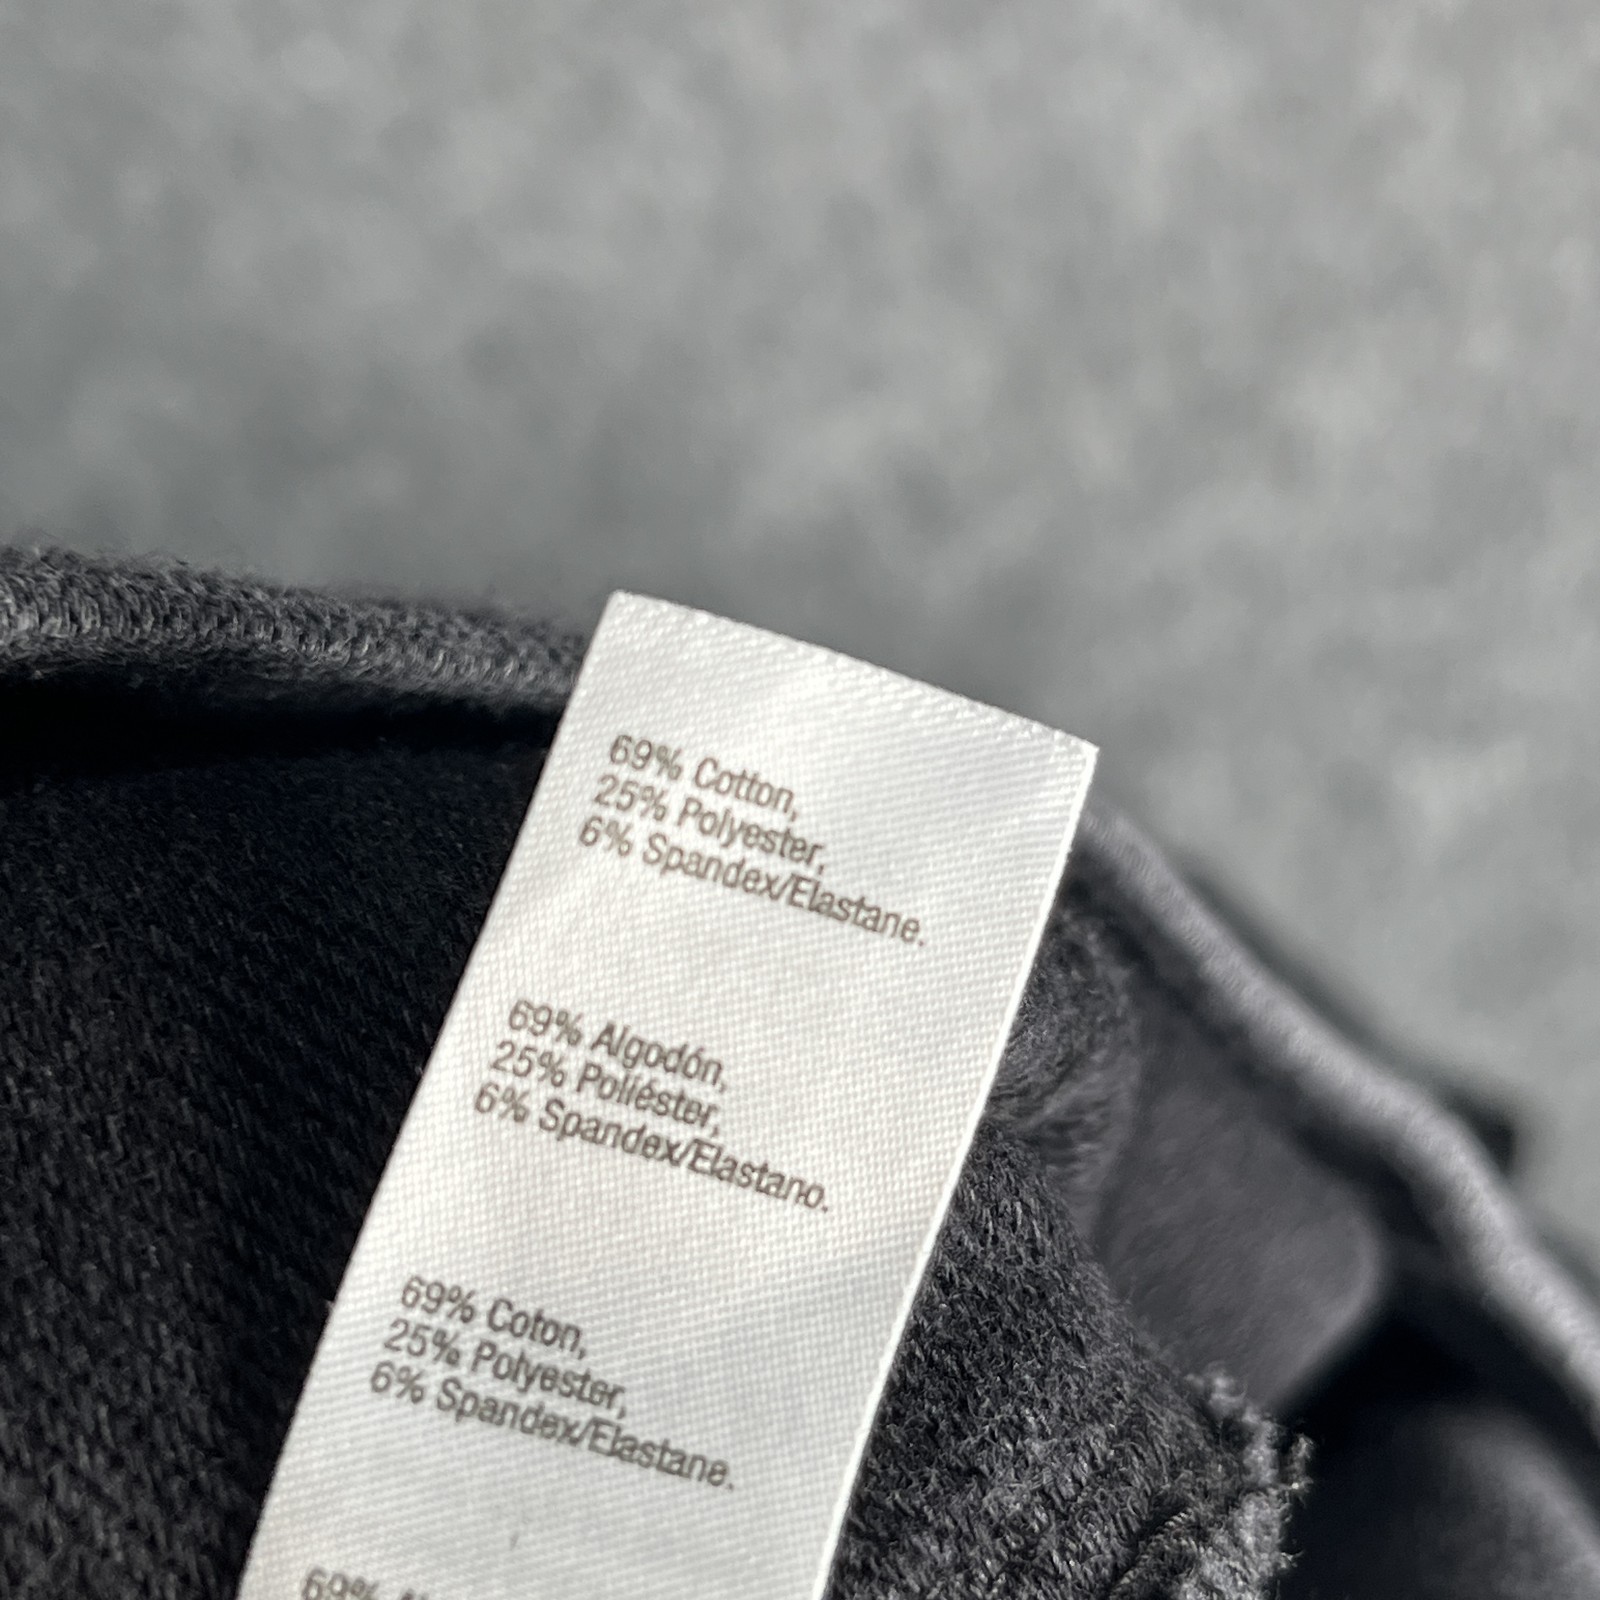 69% Cotton,
25% Polyester,
6% Spandex/Elastane.
69% Algodón,
25% Poliéster,
6% Spandex/Elastano.
69% Coton,
25% Polyester,
6% Spandex/Elastane.
69%